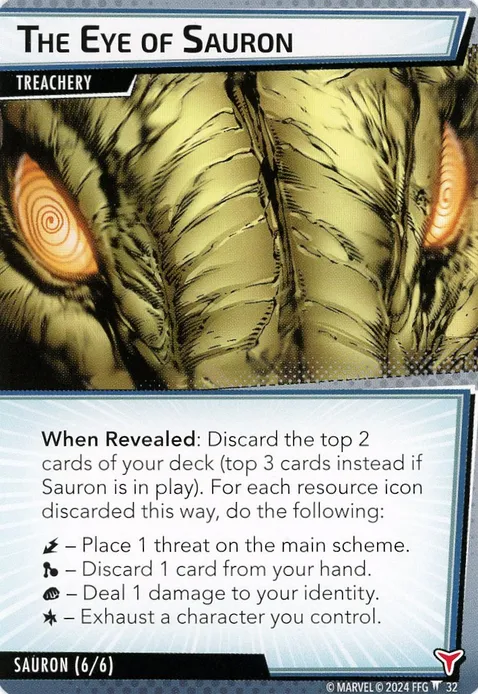 THE EYE OF SAURON
TREACHERY
When Revealed: Discard the top 2
cards of your deck (top 3 cards instead if
Sauron is in play). For each resource icon
discarded this way, do the following:
– Place 1 threat on the main scheme.
– Discard 1 card from your hand.
– Deal 1 damage to your identity.
– Exhaust a character you control.
SAURON (6/6)
© MARVEL © 2024 FFG 32